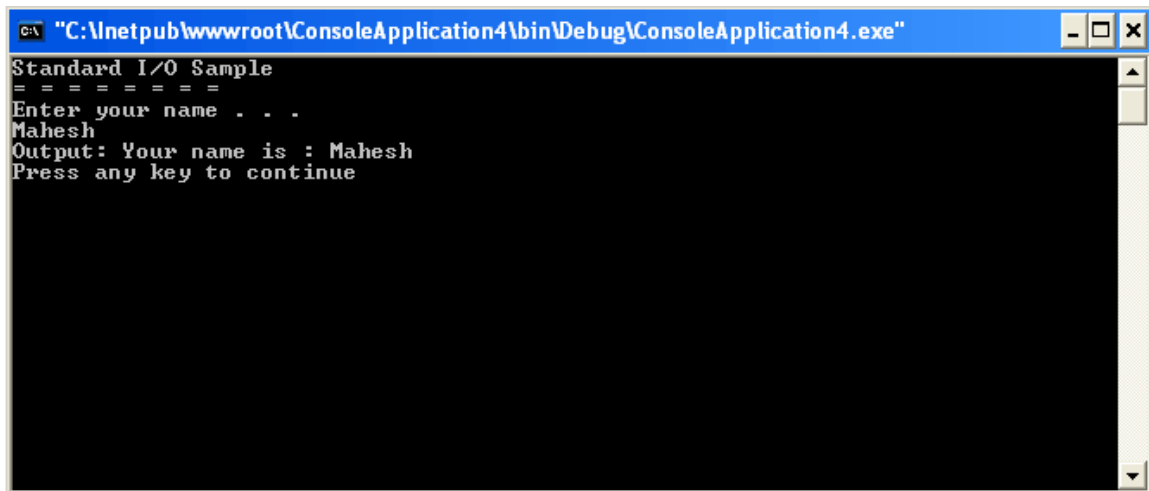 "C:\Inetpub\wwwroot\ConsoleApplication4\bin\Debug\ConsoleApplication4.exe"
Standard I/O Sample
= = = = = = = =
Enter your name . . .
Mahesh
Output: Your name is : Mahesh
Press any key to continue